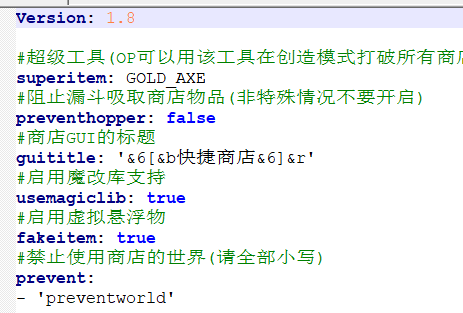 Version: 1.8
#超级工具(OP可以用该工具在创造模式打破所有商店
superitem: GOLD_AXE
#阻止漏斗吸取商店物品(非特殊情况不要开启)
preventhopper: false
#商店GUI的标题
guititle: '&6[&b快捷商店&6]&r'
#启用魔改库支持
usemagiclib: true
#启用虚拟悬浮物
fakeitem: true
#禁止使用商店的世界(请全部小写)
prevent:
- 'preventworld'